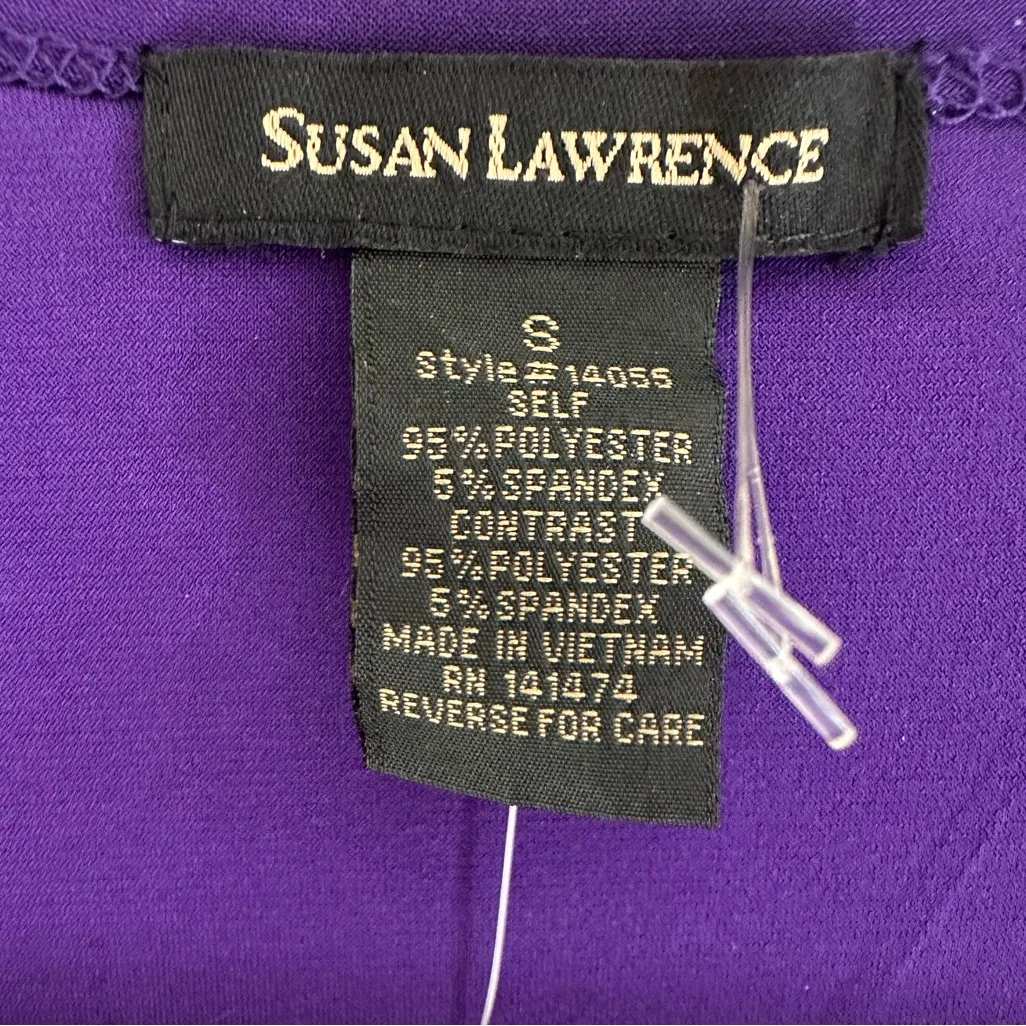 SUSAN LAWRENCE
S
Style#14055
SELF
95%POLYESTER
5%SPANDEX
CONTRAST
95%POLYESTER
5%SPANDEX
MADE IN VIETNAM
RN 141474
REVERSE FOR CARE